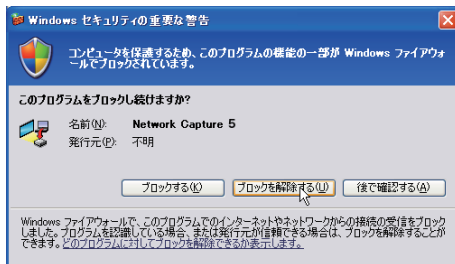 Windows セキュリティの重要な警告
コンピュータを保護するため、このプログラムの機能の一部が Windows ファイアウォ
ールでブロックされています。
このプログラムをブロックし続けますか?
名前(N): Network Capture 5
発行元(P): 不明
ブロックする(K) ブロックを解除する(U) 後で確認する(A)
Windows ファイアウォールで、このプログラムでのインターネットやネットワークからの接続の受信をブロック
しました。プログラムを認識している場合、または発行元が信頼できる場合は、ブロックを解除することが
できます。どのプログラムに対してブロックを解除できるか表示します。